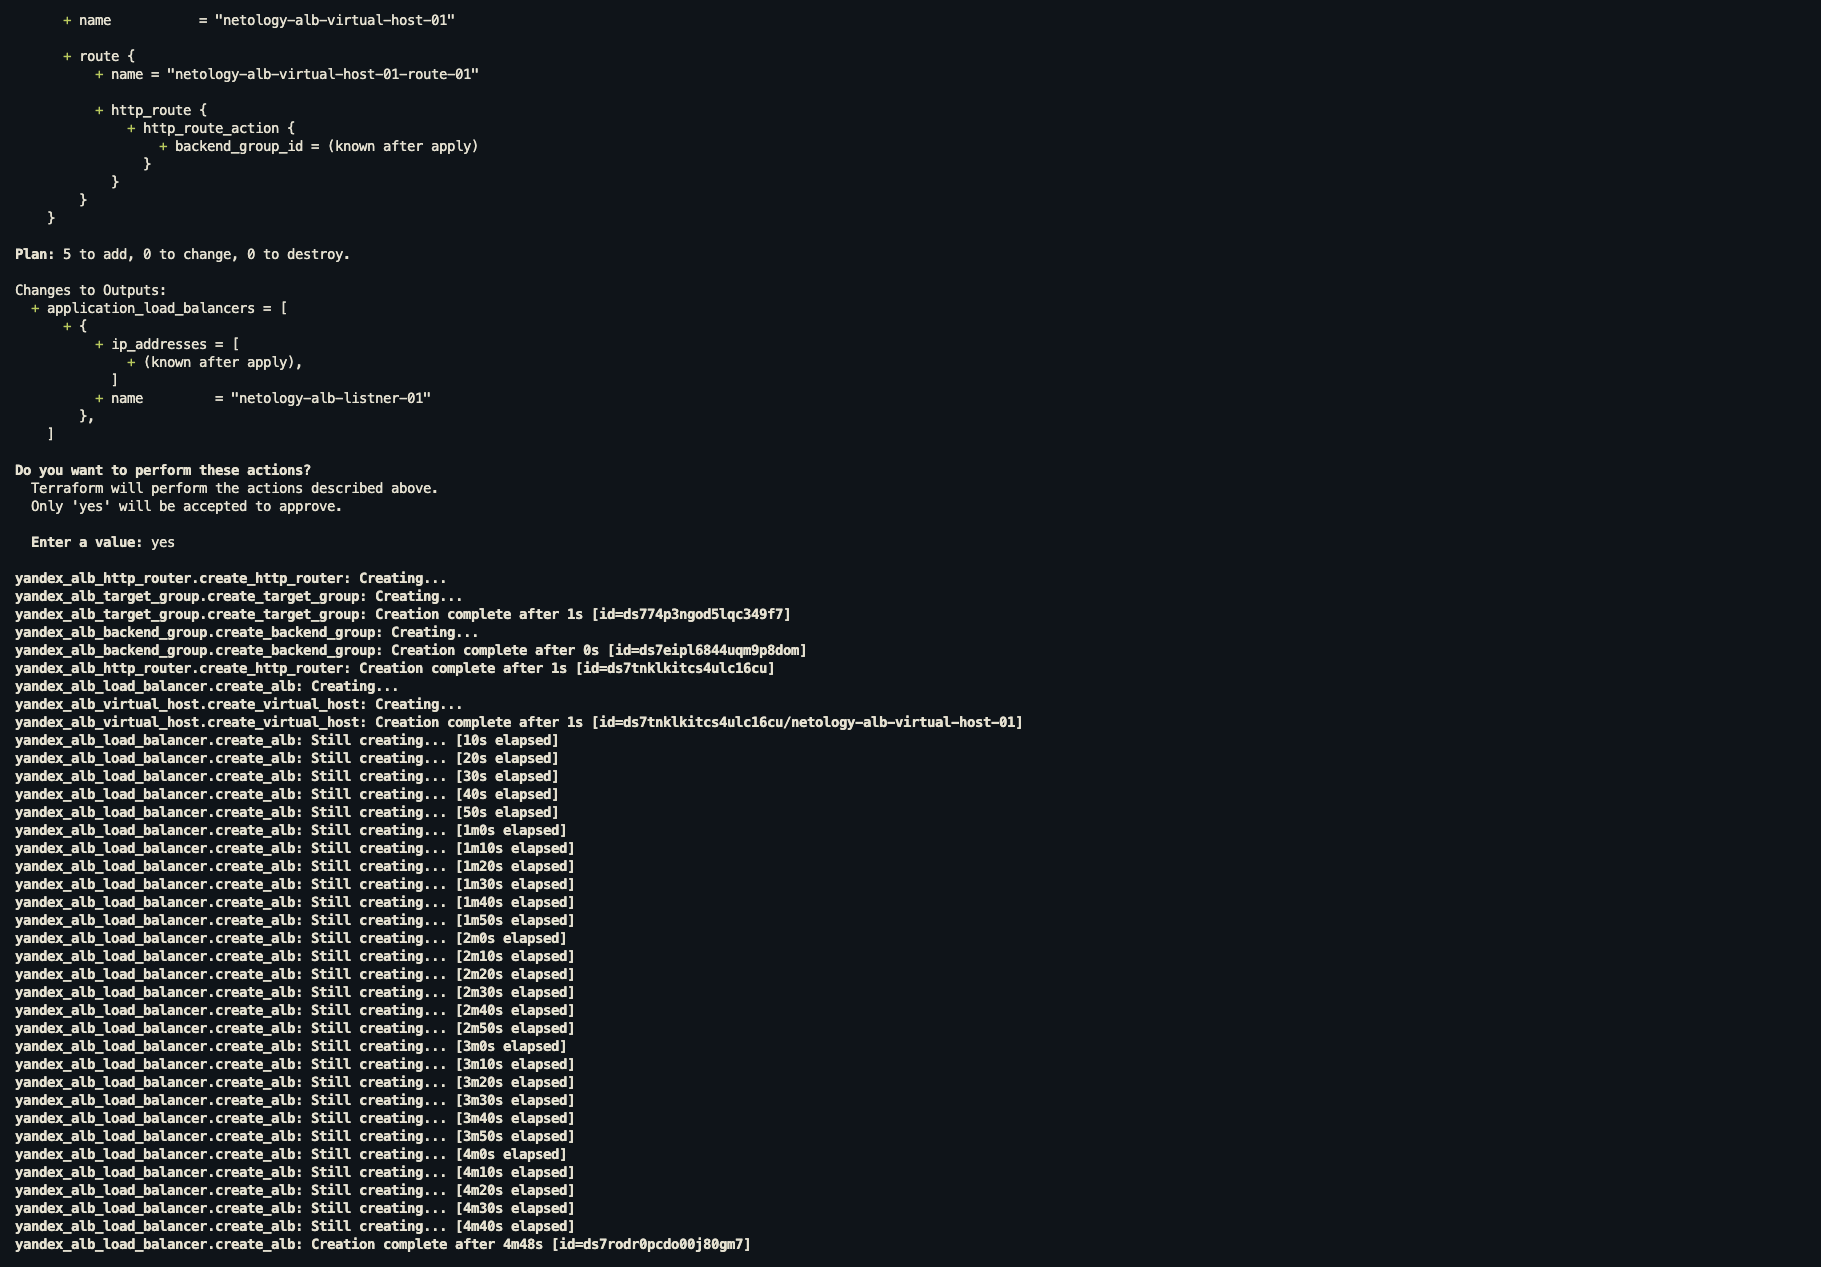 + name           = "netology-alb-virtual-host-01"
+ route {
+ name = "netology-alb-virtual-host-01-route-01"
+ http_route {
+ http_route_action {
+ backend_group_id = (known after apply)
}
}
}
}
Plan: 5 to add, 0 to change, 0 to destroy.
Changes to Outputs:
+ application_load_balancers = [
+ {
+ ip_addresses = [
+ (known after apply),
]
+ name         = "netology-alb-listner-01"
},
]
Do you want to perform these actions?
Terraform will perform the actions described above.
Only 'yes' will be accepted to approve.
Enter a value: yes
yandex_alb_http_router.create_http_router: Creating...
yandex_alb_target_group.create_target_group: Creating...
yandex_alb_target_group.create_target_group: Creation complete after 1s [id=ds774p3ngod5lqc349f7]
yandex_alb_backend_group.create_backend_group: Creating...
yandex_alb_backend_group.create_backend_group: Creation complete after 0s [id=ds7eipl6844uqm9p8dom]
yandex_alb_http_router.create_http_router: Creation complete after 1s [id=ds7tnklkitcs4ulc16cu]
yandex_alb_load_balancer.create_alb: Creating...
yandex_alb_virtual_host.create_virtual_host: Creating...
yandex_alb_virtual_host.create_virtual_host: Creation complete after 1s [id=ds7tnklkitcs4ulc16cu/netology-alb-virtual-host-01]
yandex_alb_load_balancer.create_alb: Still creating... [10s elapsed]
yandex_alb_load_balancer.create_alb: Still creating... [20s elapsed]
yandex_alb_load_balancer.create_alb: Still creating... [30s elapsed]
yandex_alb_load_balancer.create_alb: Still creating... [40s elapsed]
yandex_alb_load_balancer.create_alb: Still creating... [50s elapsed]
yandex_alb_load_balancer.create_alb: Still creating... [1m0s elapsed]
yandex_alb_load_balancer.create_alb: Still creating... [1m10s elapsed]
yandex_alb_load_balancer.create_alb: Still creating... [1m20s elapsed]
yandex_alb_load_balancer.create_alb: Still creating... [1m30s elapsed]
yandex_alb_load_balancer.create_alb: Still creating... [1m40s elapsed]
yandex_alb_load_balancer.create_alb: Still creating... [1m50s elapsed]
yandex_alb_load_balancer.create_alb: Still creating... [2m0s elapsed]
yandex_alb_load_balancer.create_alb: Still creating... [2m10s elapsed]
yandex_alb_load_balancer.create_alb: Still creating... [2m20s elapsed]
yandex_alb_load_balancer.create_alb: Still creating... [2m30s elapsed]
yandex_alb_load_balancer.create_alb: Still creating... [2m40s elapsed]
yandex_alb_load_balancer.create_alb: Still creating... [2m50s elapsed]
yandex_alb_load_balancer.create_alb: Still creating... [3m0s elapsed]
yandex_alb_load_balancer.create_alb: Still creating... [3m10s elapsed]
yandex_alb_load_balancer.create_alb: Still creating... [3m20s elapsed]
yandex_alb_load_balancer.create_alb: Still creating... [3m30s elapsed]
yandex_alb_load_balancer.create_alb: Still creating... [3m40s elapsed]
yandex_alb_load_balancer.create_alb: Still creating... [3m50s elapsed]
yandex_alb_load_balancer.create_alb: Still creating... [4m0s elapsed]
yandex_alb_load_balancer.create_alb: Still creating... [4m10s elapsed]
yandex_alb_load_balancer.create_alb: Still creating... [4m20s elapsed]
yandex_alb_load_balancer.create_alb: Still creating... [4m30s elapsed]
yandex_alb_load_balancer.create_alb: Still creating... [4m40s elapsed]
yandex_alb_load_balancer.create_alb: Creation complete after 4m48s [id=ds7rodr0pcdo00j80gm7]